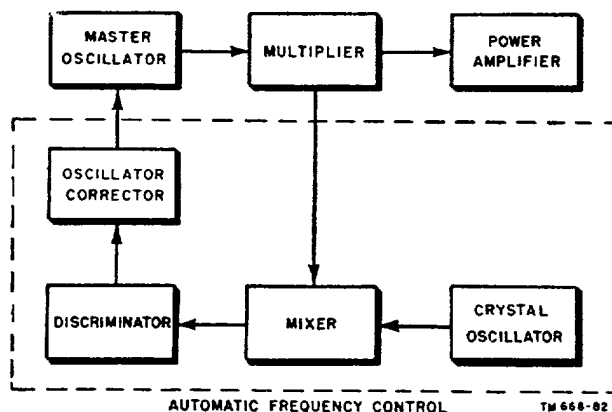 MASTER
OSCILLATOR
MULTIPLIER
POWER
AMPLIFIER
OSCILLATOR
CORRECTOR
DISCRIMINATOR
MIXER
CRYSTAL
OSCILLATOR
AUTOMATIC FREQUENCY CONTROL
TM 668-82